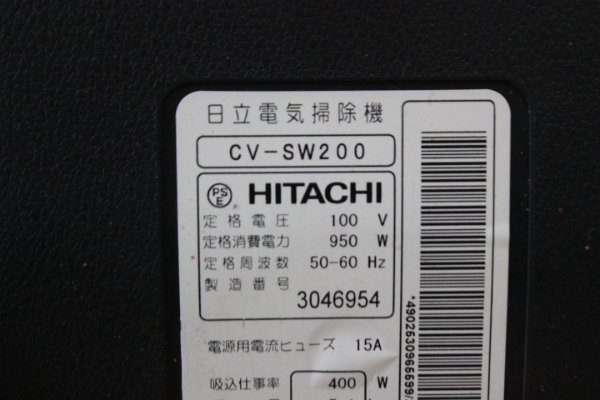 日立電気掃除機
CV-SW200
PS E HITACHI
定格電圧 100 V
定格消費電力 950 W
定格周波数 50-60 Hz
製造番号
3046954
電源用電流ヒューズ 15A
吸込仕事率 400 W
*4902530966699